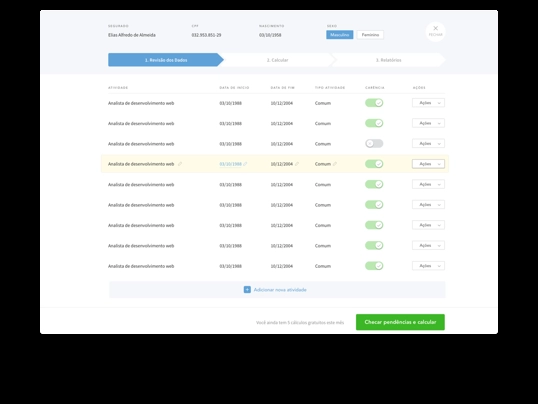 SEGURADO CPF NASCIMENTO SEXO
Elias Alfredo de Almeida 032.953.851-29 03/10/1958 Masculino Feminino
FECHAR
1. Revisão dos Dados 2. Calcular 3. Relatórios
ATIVIDADE DATA DE INÍCIO DATA DE FIM TIPO ATIVIDADE CARÊNCIA AÇÕES
Analista de desenvolvimento web 03/10/1988 10/12/2004 Comum Ações
Analista de desenvolvimento web 03/10/1988 10/12/2004 Comum Ações
Analista de desenvolvimento web 03/10/1988 10/12/2004 Comum Ações
Analista de desenvolvimento web 03/10/1988 10/12/2004 Comum Ações
Analista de desenvolvimento web 03/10/1988 10/12/2004 Comum Ações
Analista de desenvolvimento web 03/10/1988 10/12/2004 Comum Ações
Analista de desenvolvimento web 03/10/1988 10/12/2004 Comum Ações
Analista de desenvolvimento web 03/10/1988 10/12/2004 Comum Ações
Analista de desenvolvimento web 03/10/1988 10/12/2004 Comum Ações
Adicionar nova atividade
Você ainda tem 5 cálculos gratuitos este mês Checar pendências e calcular